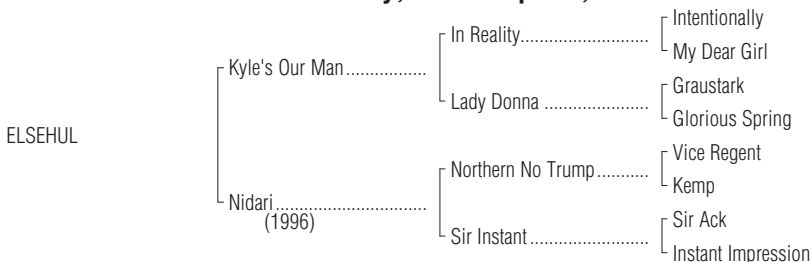 Intentionally
In Reality..........................
My Dear Girl
Kyle's Our Man.................
Graustark
Lady Donna ...........................
Glorious Spring
ELSEHUL
Vice Regent
Northern No Trump............
Kemp
Nidari................................
(1996)
Sir Ack
Sir Instant..............................
Instant Impression